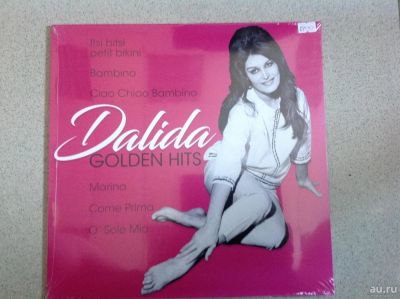 Itsi bitsi
petit bikini
Bambino
Ciao Chiao Bambino
Dalida
GOLDEN HITS
Marina
Come Prima
O' Sole Mio
au.ru